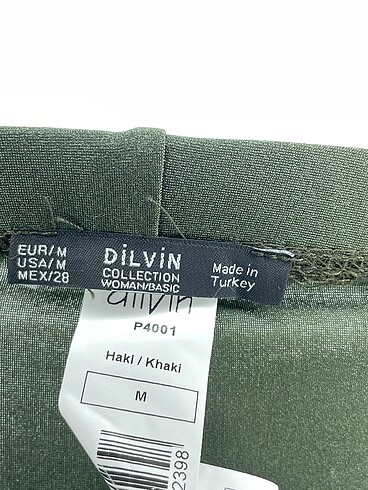 EUR/M
USA/M
MEX/28
DiLViN
COLLECTION
WOMAN/BASIC
Made in
Turkey
dilvin
P4001
Haki / Khaki
M
2398